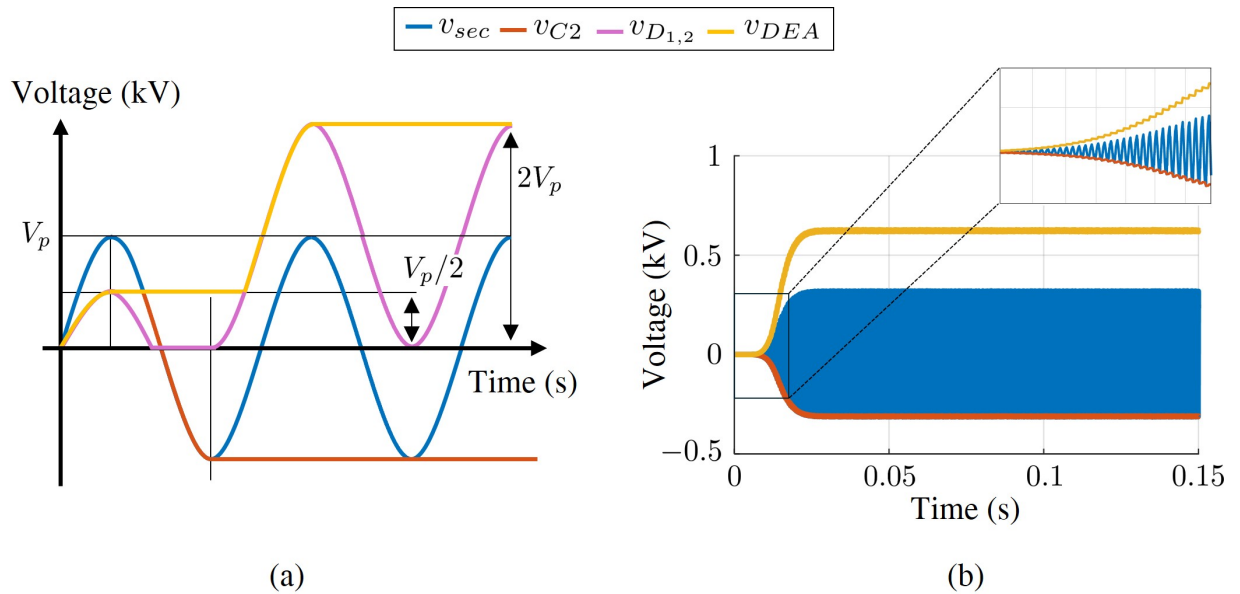 v_sec v_C2 v_D1,2 v_DEA
Voltage (kV)
V_p
2V_p
V_p/2
Time (s)
(a)
Voltage (kV)
1
0.5
0
−0.5
0 0.05 0.1 0.15
Time (s)
(b)